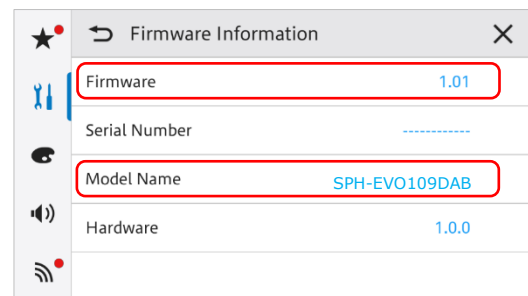 Firmware Information
Firmware 1.01
Serial Number ------------
Model Name SPH-EVO109DAB
Hardware 1.0.0